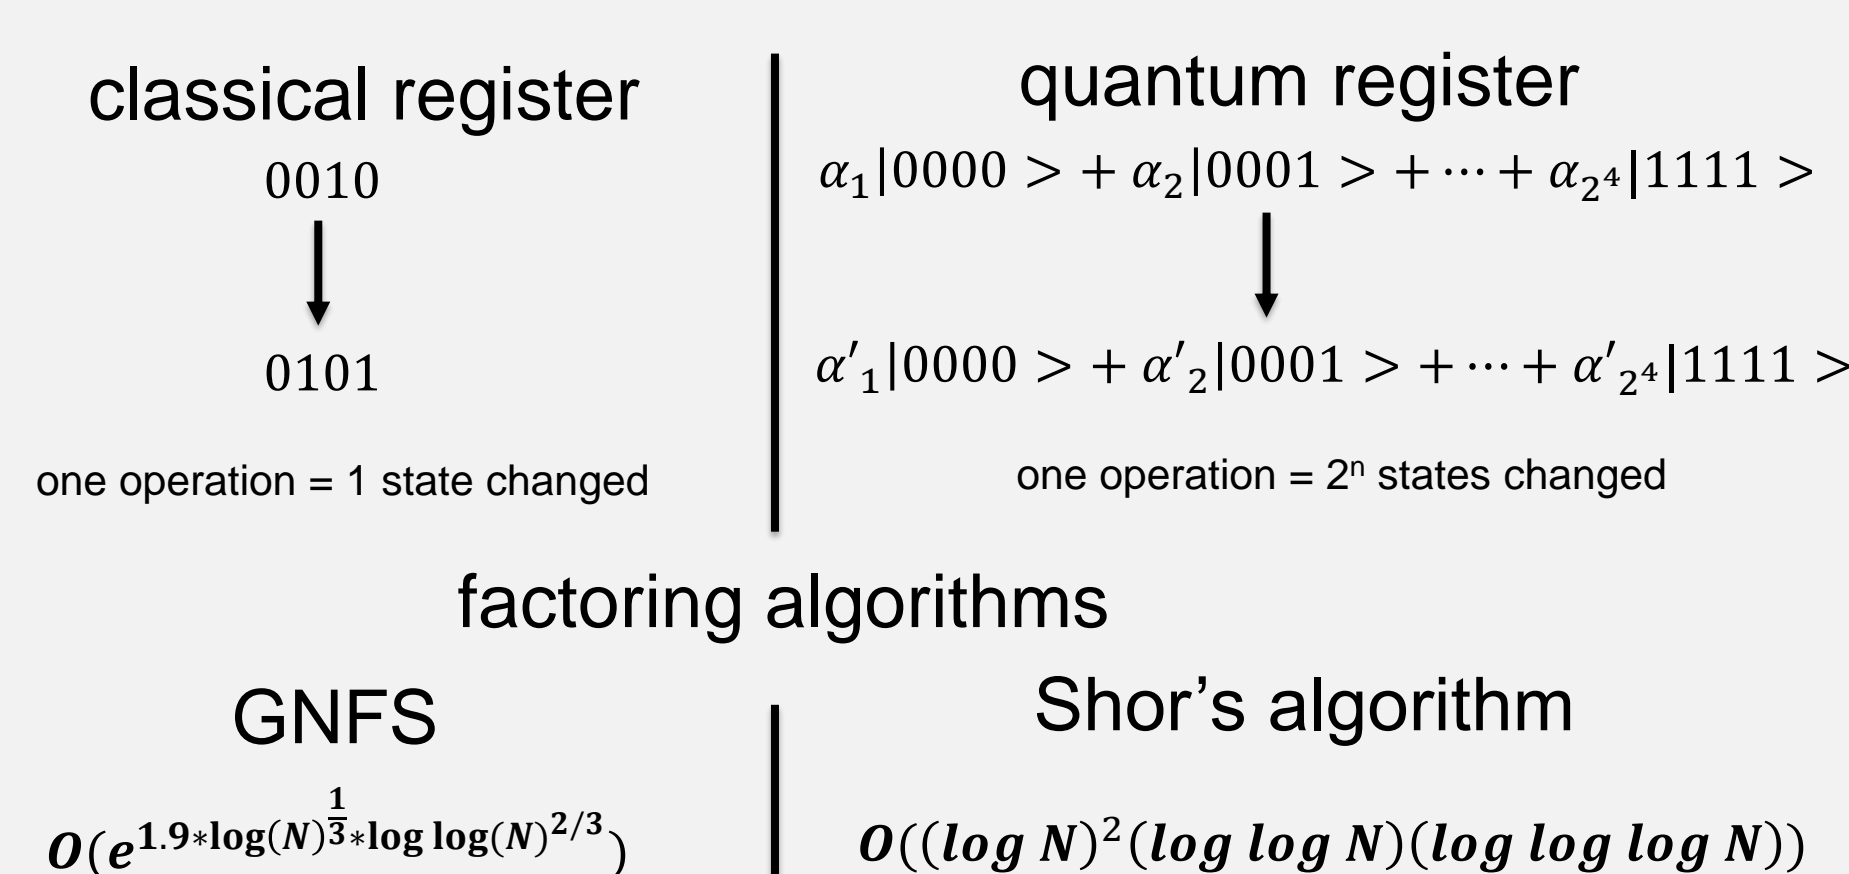 classical register
0010
0101
one operation = 1 state changed
quantum register
α₁|0000 > + α₂|0001 > + ⋯ + α_{2⁴}|1111 >
α′₁|0000 > + α′₂|0001 > + ⋯ + α′_{2⁴}|1111 >
one operation = 2ⁿ states changed
factoring algorithms
GNFS
O(e^{1.9*log(N)^{1/3}*log log(N)^{2/3}})
Shor’s algorithm
O((log N)²(log log N)(log log log N))